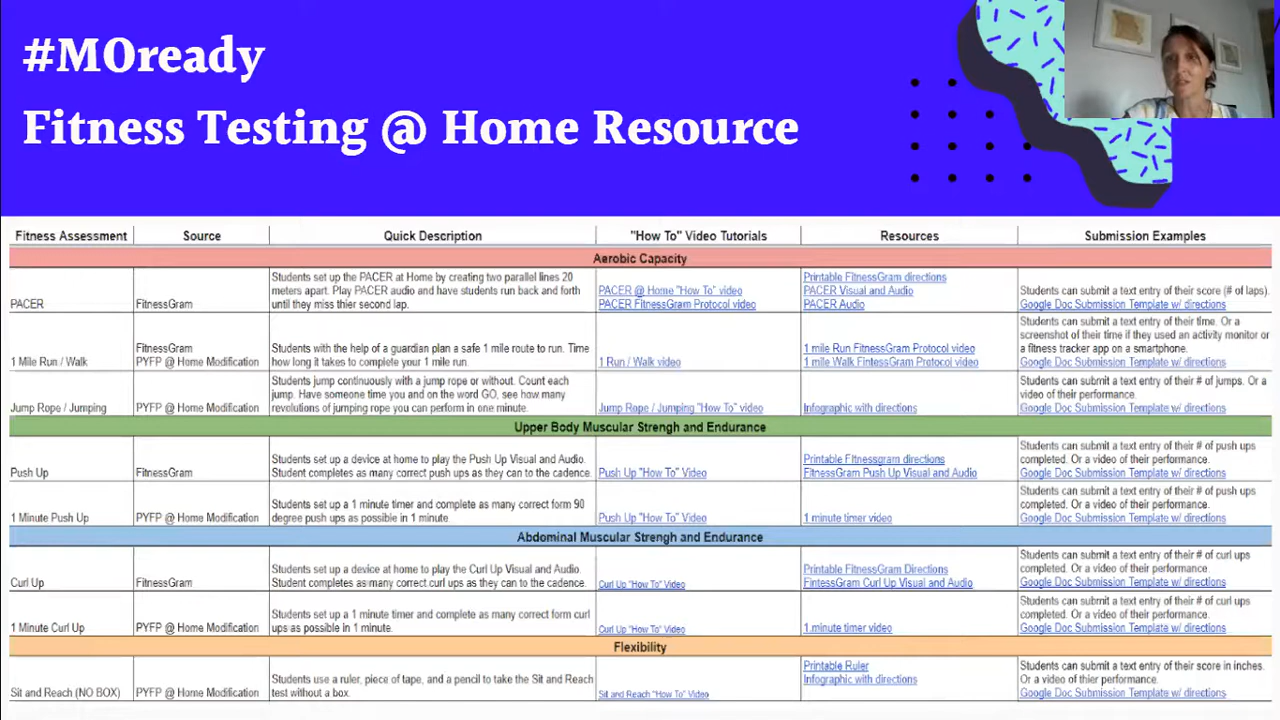 #MOready
Fitness Testing @ Home Resource
Fitness Assessment Source Quick Description "How To" Video Tutorials Resources Submission Examples
Aerobic Capacity
PACER
FitnessGram
Students set up the PACER at Home by creating two parallel lines 20
meters apart. Play PACER audio and have students run back and forth
until they miss thier second lap.
PACER @ Home "How To" video
PACER FitnessGram Protocol video
Printable FitnessGram directions
PACER Visual and Audio
PACER Audio
Students can submit a text entry of their score (# of laps).
Google Doc Submission Template w/ directions
1 Mile Run / Walk
FitnessGram
PYFP @ Home Modification
Students with the help of a guardian plan a safe 1 mile route to run. Time
how long it takes to complete your 1 mile run.
1 Run / Walk video
1 mile Run FitnessGram Protocol video
1 mile Walk FintessGram Protocol video
Students can submit a text entry of their time. Or a
screenshot of their time if they used an activity monitor or
a fitness tracker app on a smartphone.
Google Doc Submission Template w/ directions
Jump Rope / Jumping
PYFP @ Home Modification
Students jump continuously with a jump rope or without. Count each
jump. Have someone time you and on the word GO, see how many
revolutions of jumping rope you can perform in one minute.
Jump Rope / Jumping "How To" video
Infographic with directions
Students can submit a text entry of their # of jumps. Or a
video of their performance.
Google Doc Submission Template w/ directions
Upper Body Muscular Strengh and Endurance
Push Up
FitnessGram
Students set up a device at home to play the Push Up Visual and Audio.
Student completes as many correct push ups as they can to the cadence.
Push Up "How To" Video
Printable FItnessgram directions
FitnessGram Push Up Visual and Audio
Students can submit a text entry of their # of push ups
completed. Or a video of their performance.
Google Doc Submission Template w/ directions
1 Minute Push Up
PYFP @ Home Modification
Students set up a 1 minute timer and complete as many correct form 90
degree push ups as possible in 1 minute.
Push Up "How To" Video
1 minute timer video
Students can submit a text entry of their # of push ups
completed. Or a video of their performance.
Google Doc Submission Template w/ directions
Abdominal Muscular Strengh and Endurance
Curl Up
FitnessGram
Students set up a device at home to play the Curl Up Visual and Audio.
Student completes as many correct curl ups as they can to the cadence.
Curl Up "How To" Video
Printable FitnessGram Directions
FintessGram Curl Up Visual and Audio
Students can submit a text entry of their # of curl ups
completed. Or a video of their performance.
Google Doc Submission Template w/ directions
1 Minute Curl Up
PYFP @ Home Modification
Students set up a 1 minute timer and complete as many correct form curl
ups as possible in 1 minute.
Curl Up "How To" Video
1 minute timer video
Students can submit a text entry of their # of curl ups
completed. Or a video of their performance.
Google Doc Submission Template w/ directions
Flexibility
Sit and Reach (NO BOX)
PYFP @ Home Modification
Students use a ruler, piece of tape, and a pencil to take the Sit and Reach
test without a box.
Sit and Reach "How To" Video
Printable Ruler
Infographic with directions
Students can submit a text entry of their score in inches.
Or a video of thier performance.
Google Doc Submission Template w/ directions